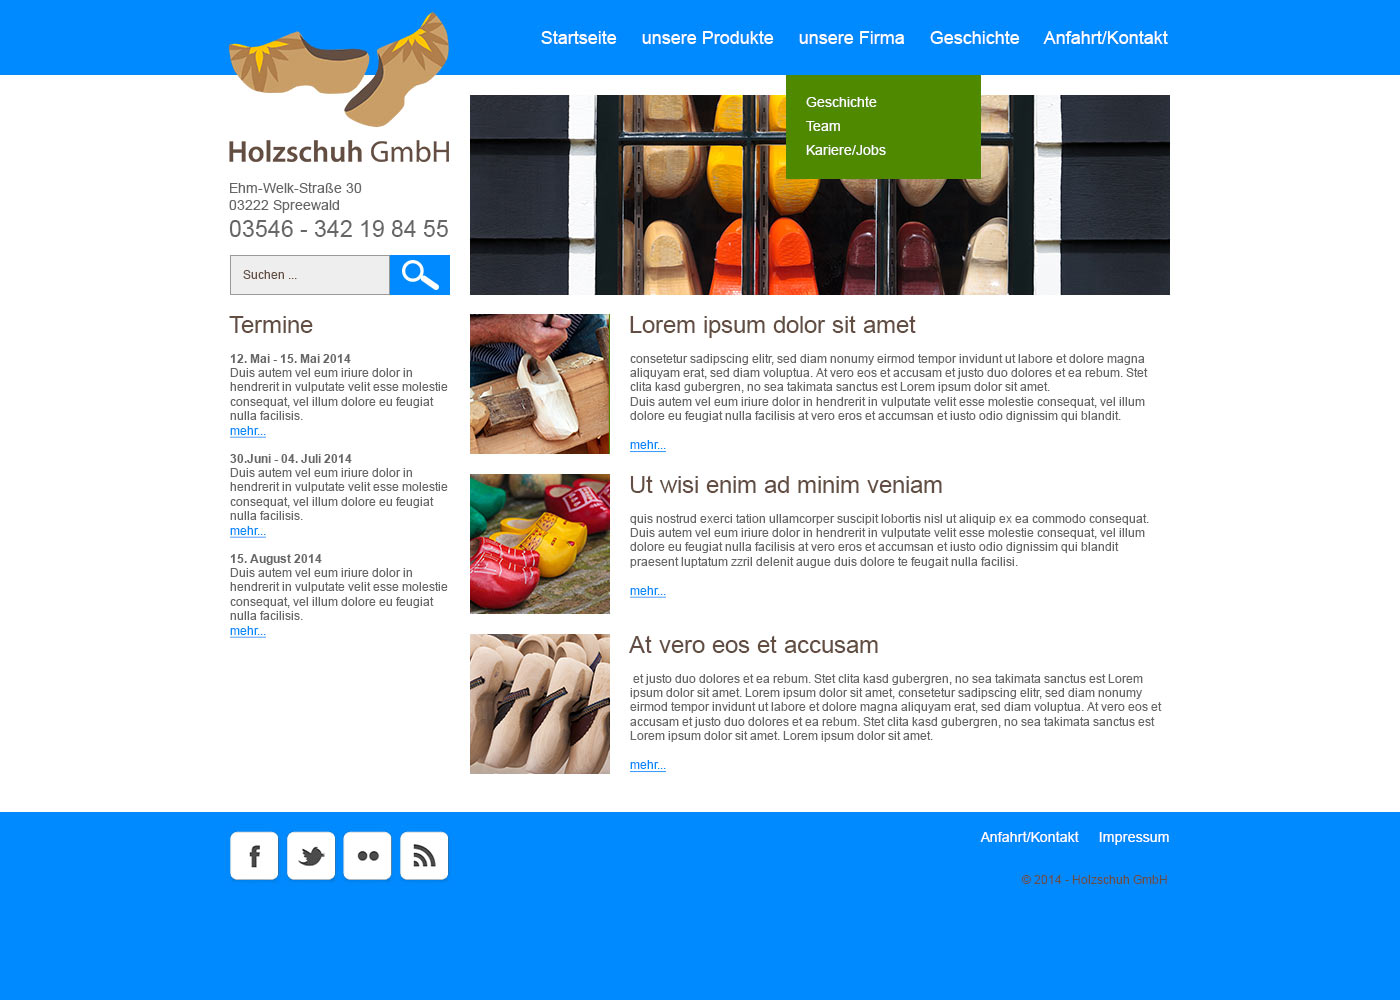 Startseite unsere Produkte unsere Firma Geschichte Anfahrt/Kontakt
Geschichte
Team
Kariere/Jobs
Holzschuh GmbH
Ehm-Welk-Straße 30
03222 Spreewald
03546 - 342 19 84 55
Suchen ...
Termine
12. Mai - 15. Mai 2014
Duis autem vel eum iriure dolor in
hendrerit in vulputate velit esse molestie
consequat, vel illum dolore eu feugiat
nulla facilisis.
mehr...
30.Juni - 04. Juli 2014
Duis autem vel eum iriure dolor in
hendrerit in vulputate velit esse molestie
consequat, vel illum dolore eu feugiat
nulla facilisis.
mehr...
15. August 2014
Duis autem vel eum iriure dolor in
hendrerit in vulputate velit esse molestie
consequat, vel illum dolore eu feugiat
nulla facilisis.
mehr...
Lorem ipsum dolor sit amet
consetetur sadipscing elitr, sed diam nonumy eirmod tempor invidunt ut labore et dolore magna
aliquyam erat, sed diam voluptua. At vero eos et accusam et justo duo dolores et ea rebum. Stet
clita kasd gubergren, no sea takimata sanctus est Lorem ipsum dolor sit amet.
Duis autem vel eum iriure dolor in hendrerit in vulputate velit esse molestie consequat, vel illum
dolore eu feugiat nulla facilisis at vero eros et accumsan et iusto odio dignissim qui blandit.
mehr...
Ut wisi enim ad minim veniam
quis nostrud exerci tation ullamcorper suscipit lobortis nisl ut aliquip ex ea commodo consequat.
Duis autem vel eum iriure dolor in hendrerit in vulputate velit esse molestie consequat, vel illum
dolore eu feugiat nulla facilisis at vero eros et accumsan et iusto odio dignissim qui blandit
praesent luptatum zzril delenit augue duis dolore te feugait nulla facilisi.
mehr...
At vero eos et accusam
et justo duo dolores et ea rebum. Stet clita kasd gubergren, no sea takimata sanctus est Lorem
ipsum dolor sit amet. Lorem ipsum dolor sit amet, consetetur sadipscing elitr, sed diam nonumy
eirmod tempor invidunt ut labore et dolore magna aliquyam erat, sed diam voluptua. At vero eos et
accusam et justo duo dolores et ea rebum. Stet clita kasd gubergren, no sea takimata sanctus est
Lorem ipsum dolor sit amet. Lorem ipsum dolor sit amet.
mehr...
Anfahrt/Kontakt Impressum
© 2014 - Holzschuh GmbH